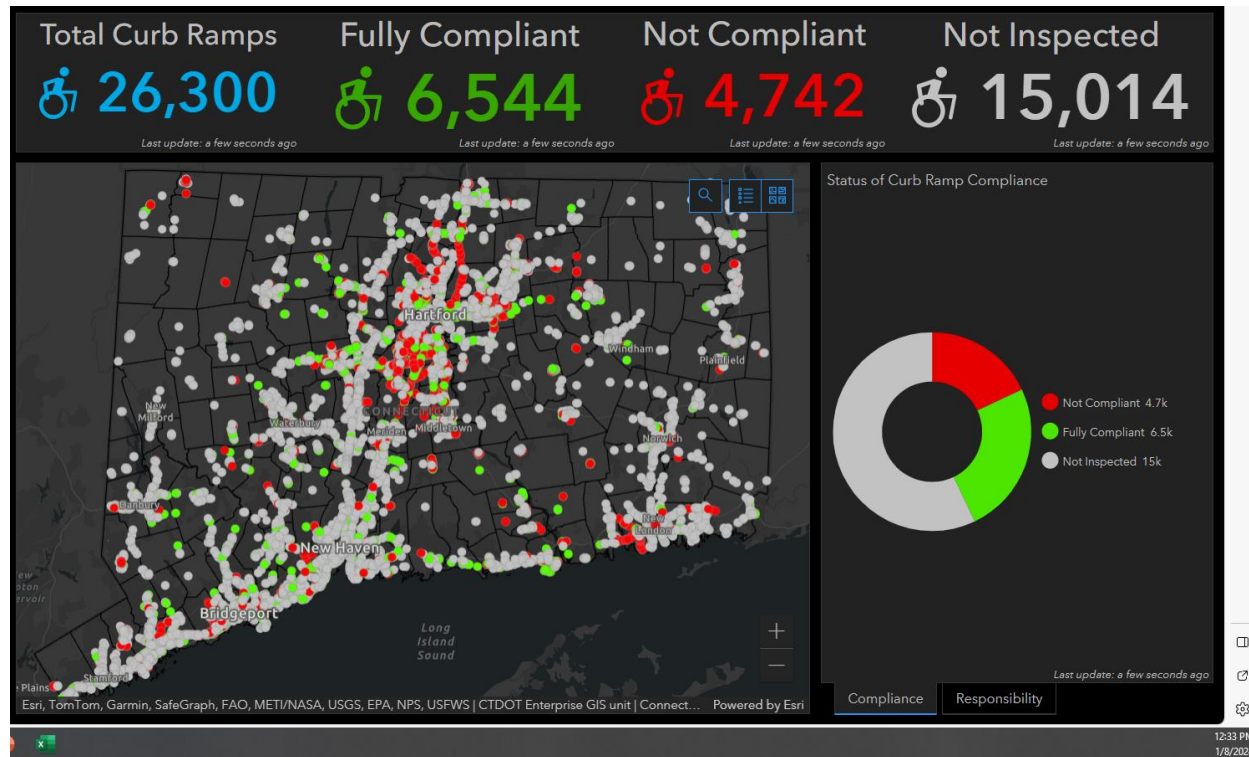 Total Curb Ramps
26,300
Last update: a few seconds ago
Fully Compliant
6,544
Last update: a few seconds ago
Not Compliant
4,742
Last update: a few seconds ago
Not Inspected
15,014
Last update: a few seconds ago
Hartford
Windham
Plainfield
New
Milford
CONNECTICUT
Waterbury
Meriden
Middletown
Norwich
Danbury
New
London
New Haven
Bridgeport
Long
Island
Sound
Stamford
Plains
Esri, TomTom, Garmin, SafeGraph, FAO, METI/NASA, USGS, EPA, NPS, USFWS | CTDOT Enterprise GIS unit | Connect... Powered by Esri
Status of Curb Ramp Compliance
Not Compliant 4.7k
Fully Compliant 6.5k
Not Inspected 15k
Last update: a few seconds ago
Compliance
Responsibility
12:33 PM